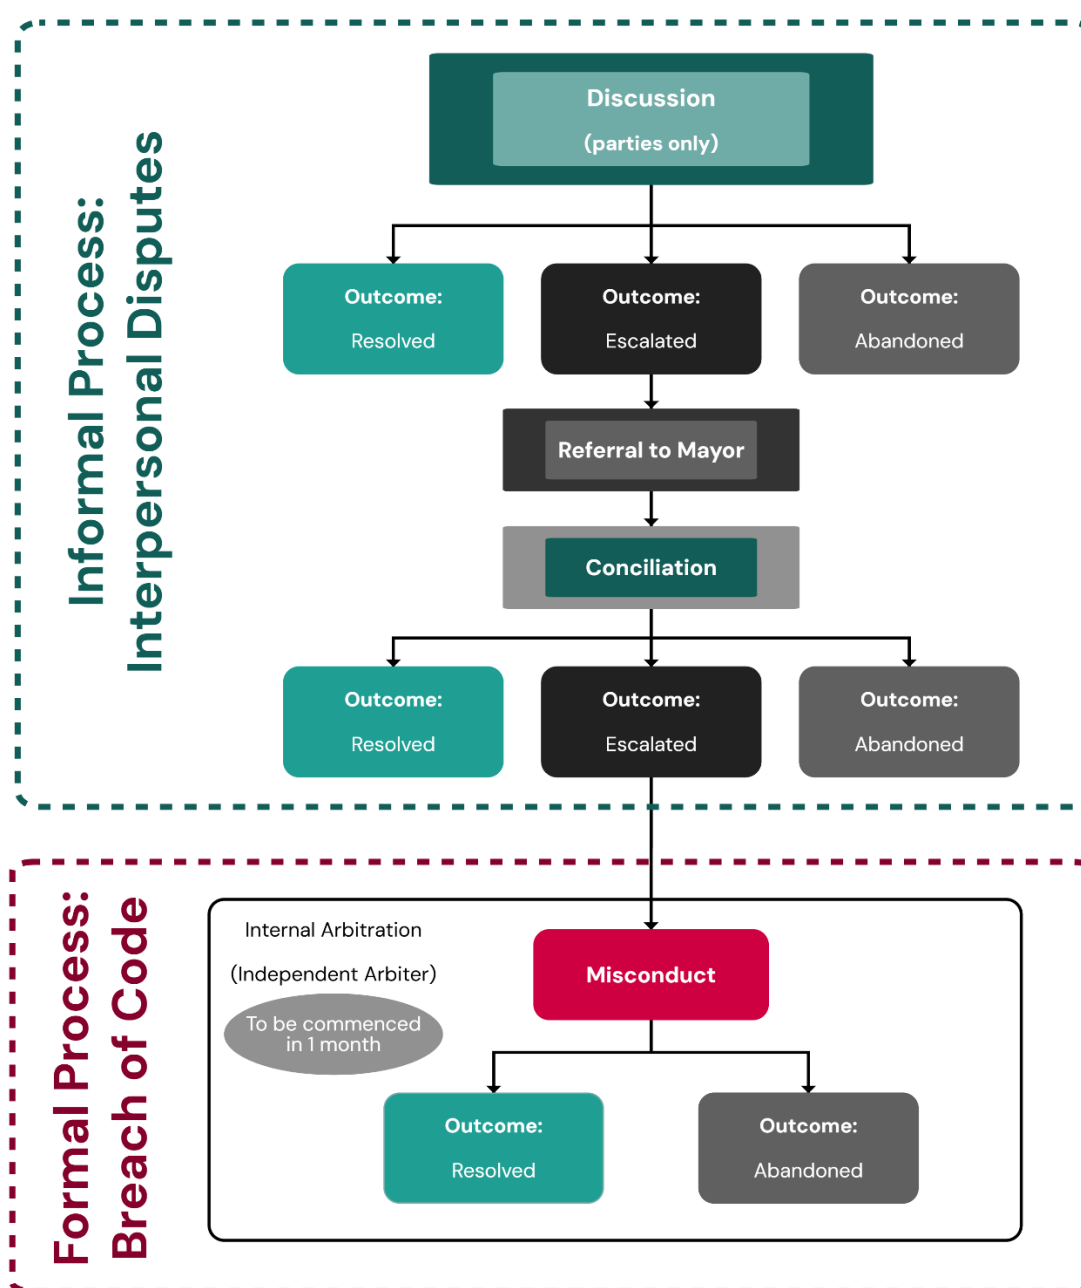 Informal Process:
Interpersonal Disputes
Discussion
(parties only)
Outcome:
Resolved
Outcome:
Escalated
Outcome:
Abandoned
Referral to Mayor
Conciliation
Outcome:
Resolved
Outcome:
Escalated
Outcome:
Abandoned
Formal Process:
Breach of Code
Internal Arbitration
(Independent Arbiter)
To be commenced
in 1 month
Misconduct
Outcome:
Resolved
Outcome:
Abandoned